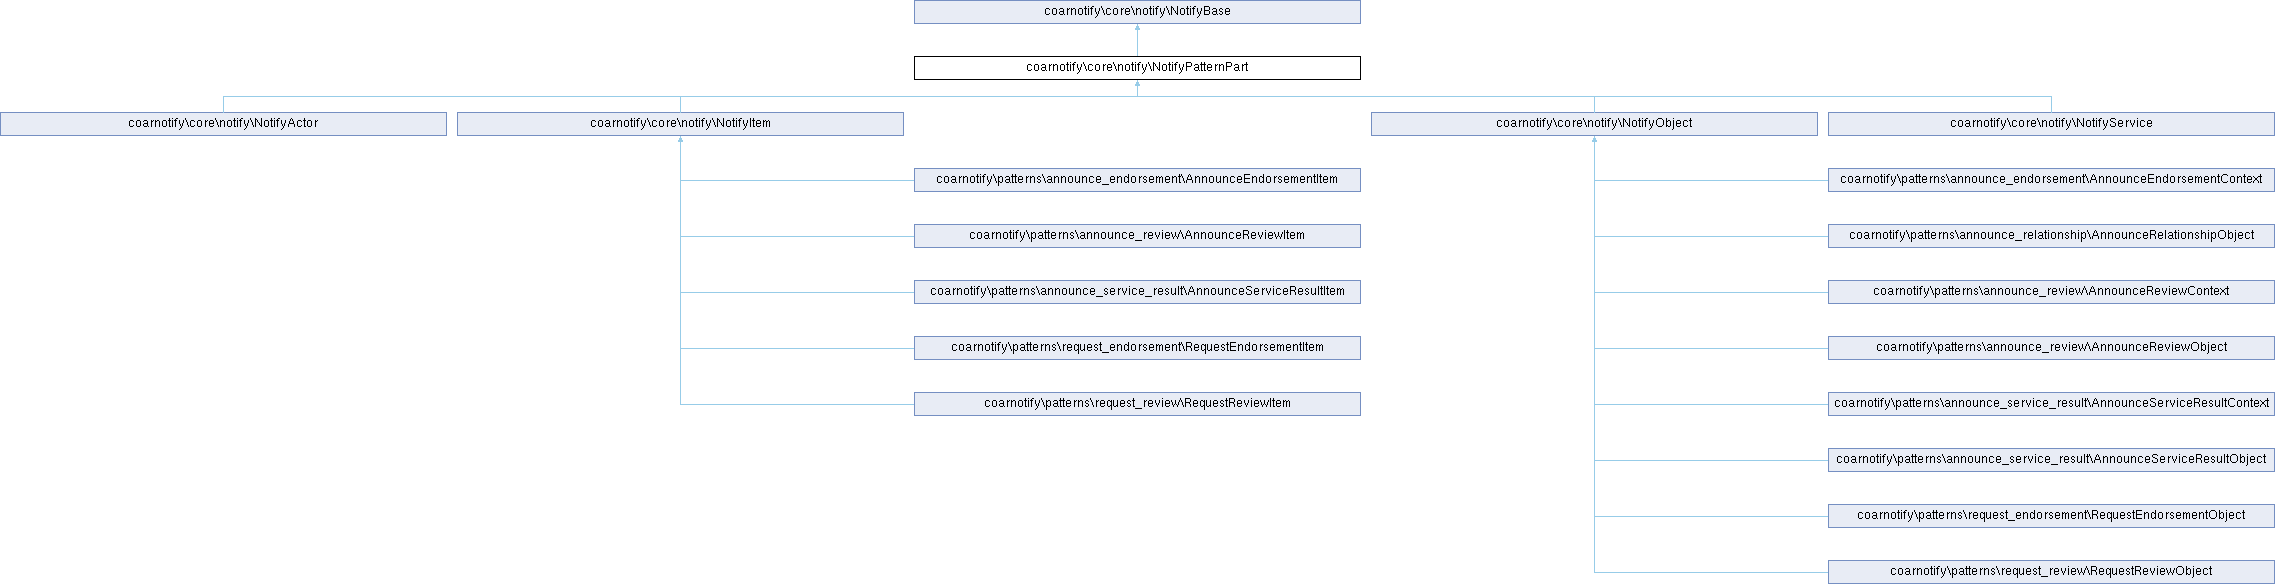 coarnotify\core\notify\NotifyBase
coarnotify\core\notify\NotifyPatternPart
coarnotify\core\notify\NotifyActor
coarnotify\core\notify\NotifyItem
coarnotify\core\notify\NotifyObject
coarnotify\core\notify\NotifyService
coarnotify\patterns\announce_endorsement\AnnounceEndorsementItem
coarnotify\patterns\announce_endorsement\AnnounceEndorsementContext
coarnotify\patterns\announce_review\AnnounceReviewItem
coarnotify\patterns\announce_relationship\AnnounceRelationshipObject
coarnotify\patterns\announce_service_result\AnnounceServiceResultItem
coarnotify\patterns\announce_review\AnnounceReviewContext
coarnotify\patterns\request_endorsement\RequestEndorsementItem
coarnotify\patterns\announce_review\AnnounceReviewObject
coarnotify\patterns\request_review\RequestReviewItem
coarnotify\patterns\announce_service_result\AnnounceServiceResultContext
coarnotify\patterns\announce_service_result\AnnounceServiceResultObject
coarnotify\patterns\request_endorsement\RequestEndorsementObject
coarnotify\patterns\request_review\RequestReviewObject